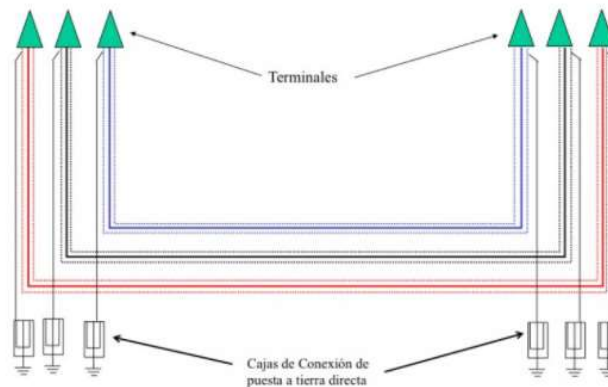 Terminales
Cajas de Conexión de
puesta a tierra directa